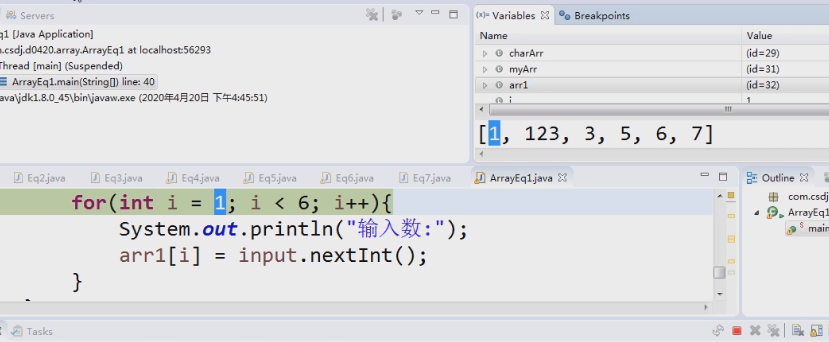 Servers
q1 [Java Application]
.csdj.d0420.array.ArrayEq1 at localhost:56293
Thread [main] (Suspended)
ArrayEq1.main(String[]) line: 40
ava\jdk1.8.0_45\bin\javaw.exe (2020年4月20日 下午4:45:51)
(x)= Variables Breakpoints
Name Value
charArr (id=29)
myArr (id=31)
arr1 (id=32)
i 1
[1, 123, 3, 5, 6, 7]
Eq2.java Eq3.java Eq4.java Eq5.java Eq6.java Eq7.java ArrayEq1.java
for(int i = 1; i < 6; i++){
System.out.println("输入数:");
arr1[i] = input.nextInt();
}
Outline
com.csdj
ArrayEq1
main
Tasks